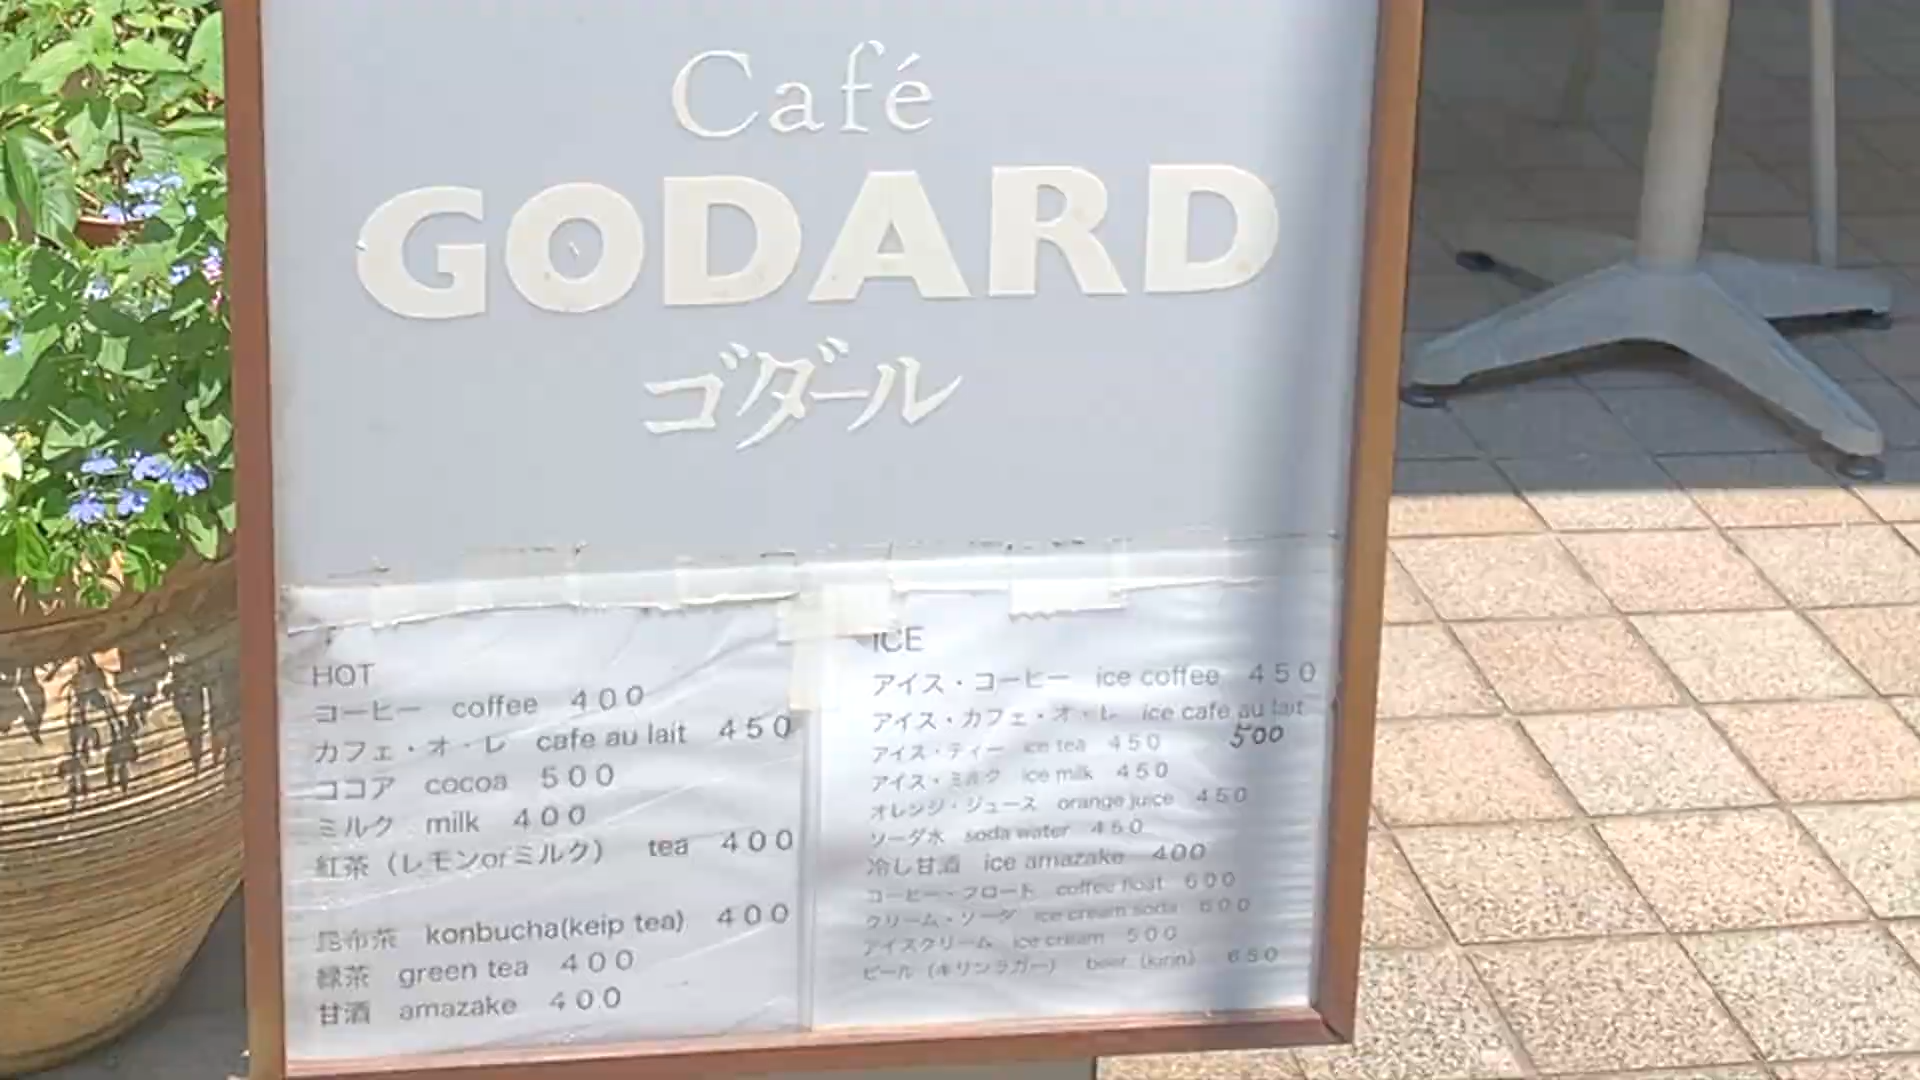 Café
GODARD
ゴダール
HOT
コーヒー coffee 400
カフェ・オ・レ cafe au lait 450
ココア cocoa 500
ミルク milk 400
紅茶（レモンorミルク） tea 400
昆布茶 konbucha(keip tea) 400
緑茶 green tea 400
甘酒 amazake 400
ICE
アイス・コーヒー ice coffee 450
アイス・カフェ・オ・レ ice cafe au lait
500
アイス・ティー ice tea 450
アイス・ミルク ice milk 450
オレンジ・ジュース orange juice 450
ソーダ水 soda water 450
冷し甘酒 ice amazake 400
コーヒー・フロート coffee float 600
クリーム・ソーダ ice cream soda 600
アイスクリーム ice cream 500
ビール（キリンラガー） beer (kirin) 650